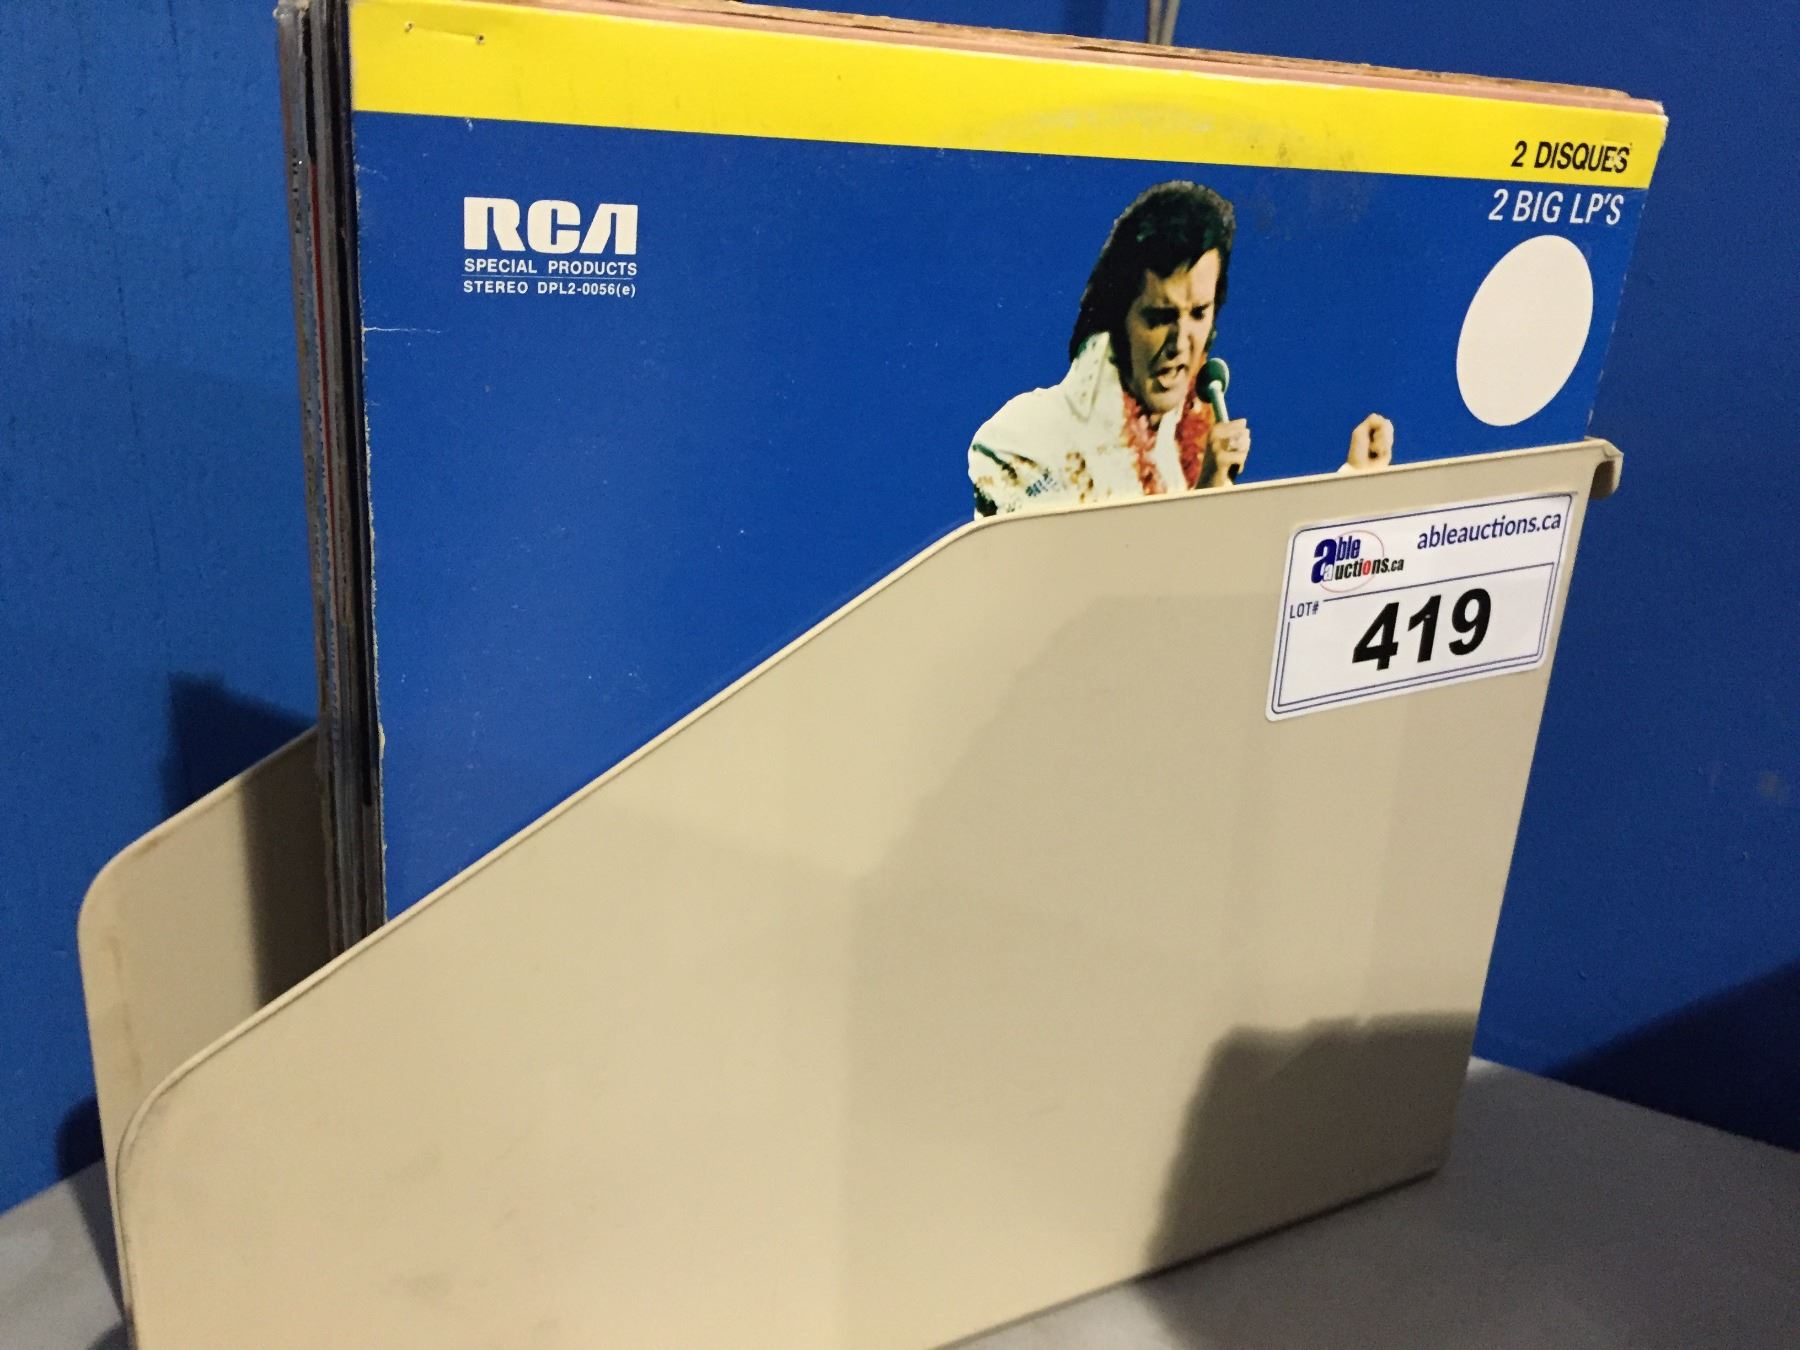 2 DISQUES
2 BIG LP'S
RCA
SPECIAL PRODUCTS
STEREO DPL2-0056(e)
able auctions.ca
ableauctions.ca
LOT#
419